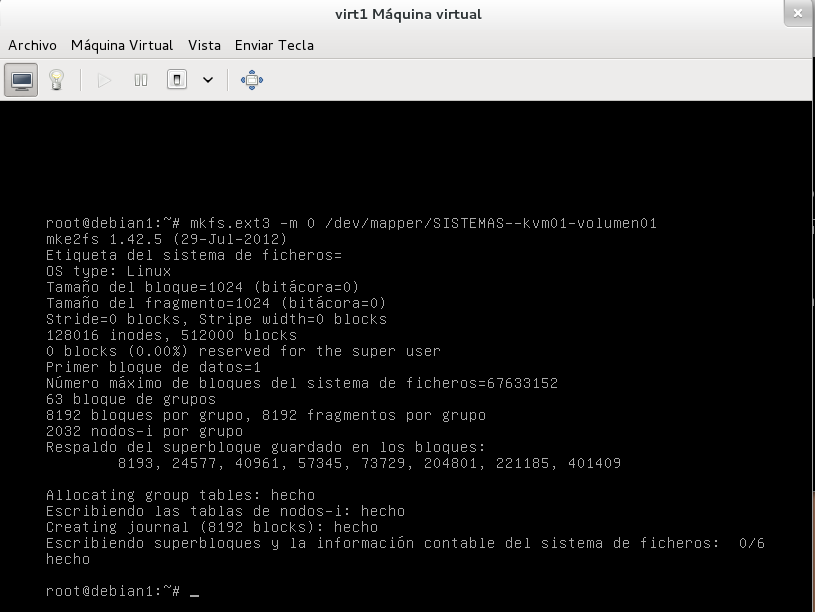 virt1 Máquina virtual
Archivo Máquina Virtual Vista Enviar Tecla
root@debian1:~# mkfs.ext3 -m 0 /dev/mapper/SISTEMAS--kvm01-volumen01
mke2fs 1.42.5 (29-Jul-2012)
Etiqueta del sistema de ficheros=
OS type: Linux
Tamaño del bloque=1024 (bitácora=0)
Tamaño del fragmento=1024 (bitácora=0)
Stride=0 blocks, Stripe width=0 blocks
128016 inodes, 512000 blocks
0 blocks (0.00%) reserved for the super user
Primer bloque de datos=1
Número máximo de bloques del sistema de ficheros=67633152
63 bloque de grupos
8192 bloques por grupo, 8192 fragmentos por grupo
2032 nodos-i por grupo
Respaldo del superbloque guardado en los bloques:
8193, 24577, 40961, 57345, 73729, 204801, 221185, 401409
Allocating group tables: hecho
Escribiendo las tablas de nodos-i: hecho
Creating journal (8192 blocks): hecho
Escribiendo superbloques y la información contable del sistema de ficheros: 0/6
hecho
root@debian1:~# _